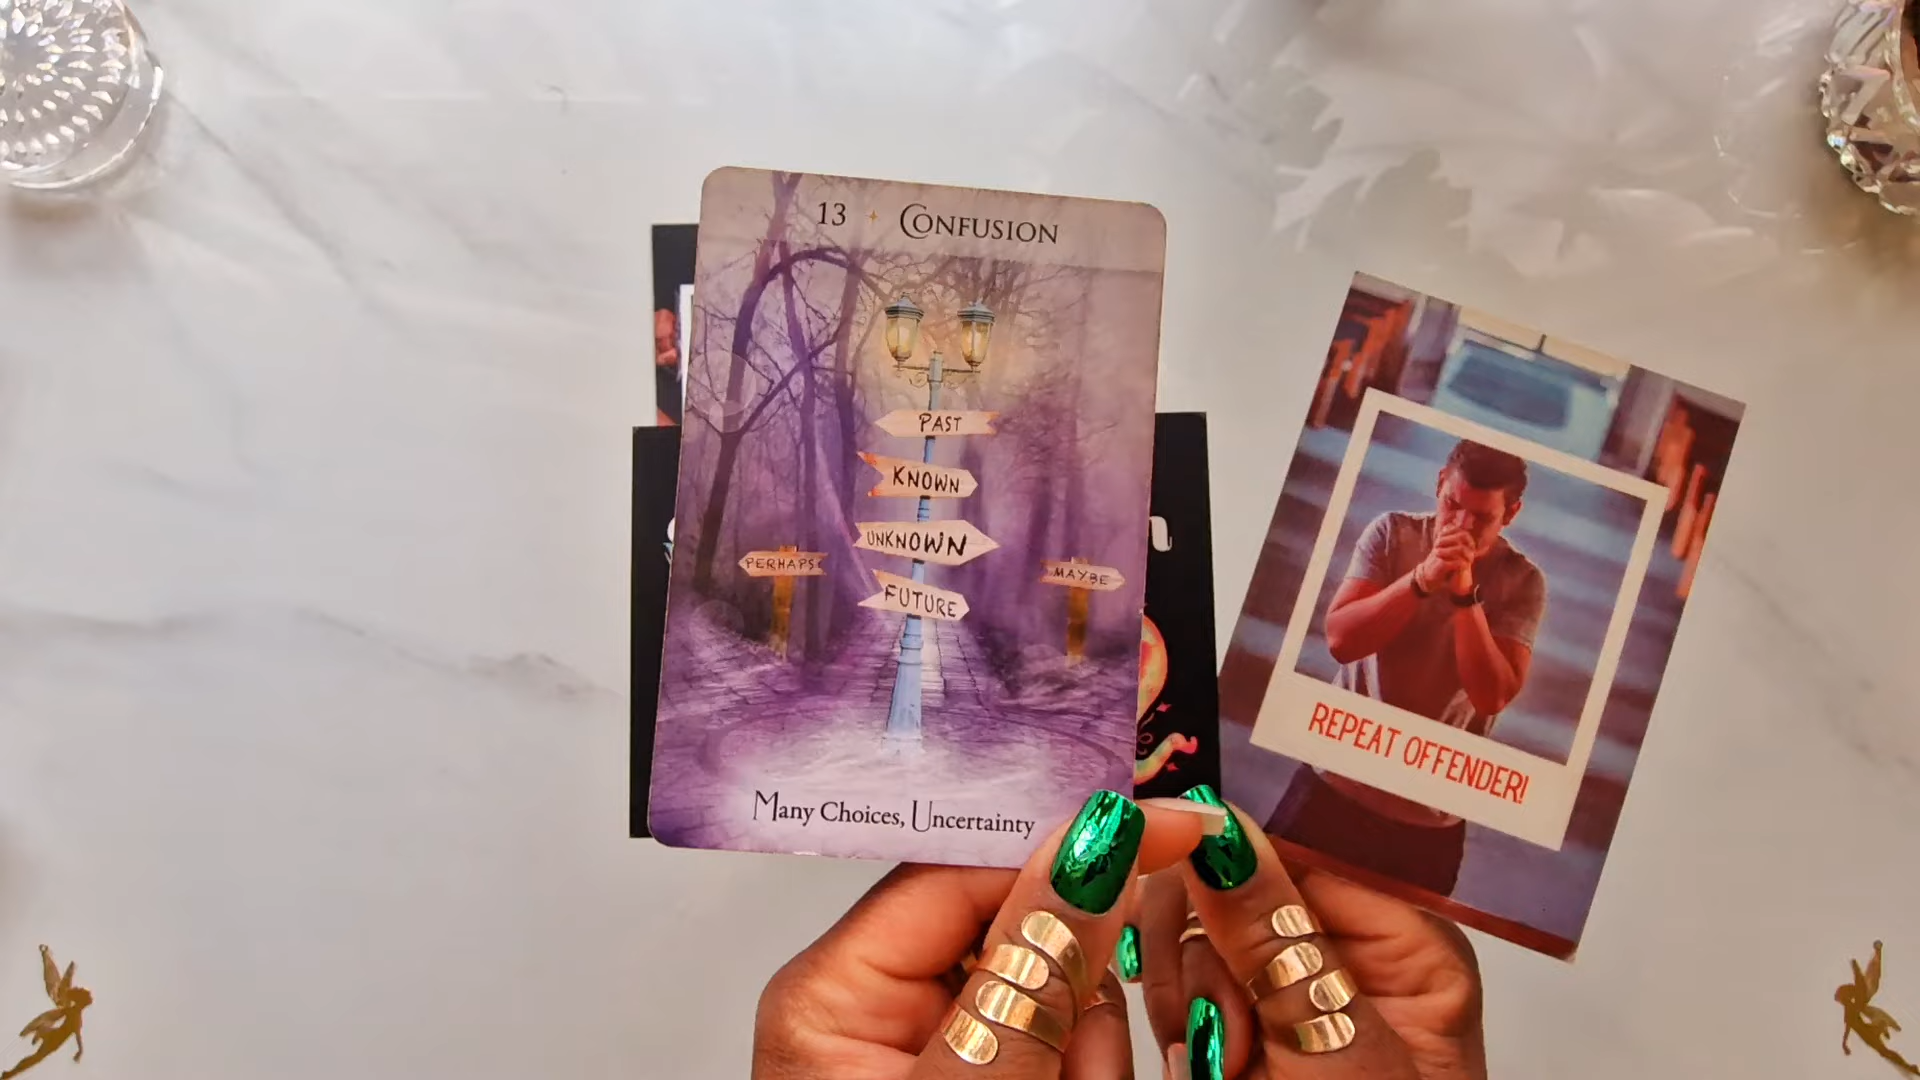 13 CONFUSION
PAST
KNOWN
UNKNOWN
PERHAPS
MAYBE
FUTURE
Many Choices, Uncertainty
REPEAT OFFENDER!